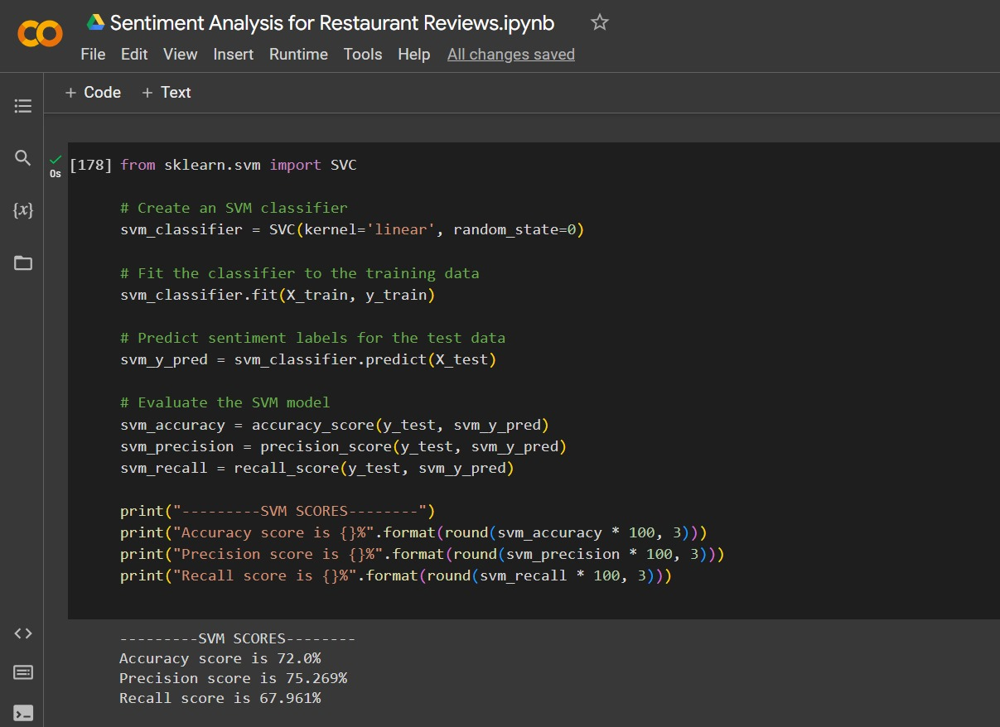 Sentiment Analysis for Restaurant Reviews.ipynb
File Edit View Insert Runtime Tools Help All changes saved
+ Code + Text
[178] from sklearn.svm import SVC
0s
# Create an SVM classifier
svm_classifier = SVC(kernel='linear', random_state=0)
# Fit the classifier to the training data
svm_classifier.fit(X_train, y_train)
# Predict sentiment labels for the test data
svm_y_pred = svm_classifier.predict(X_test)
# Evaluate the SVM model
svm_accuracy = accuracy_score(y_test, svm_y_pred)
svm_precision = precision_score(y_test, svm_y_pred)
svm_recall = recall_score(y_test, svm_y_pred)
print("---------SVM SCORES--------")
print("Accuracy score is {}%".format(round(svm_accuracy * 100, 3)))
print("Precision score is {}%".format(round(svm_precision * 100, 3)))
print("Recall score is {}%".format(round(svm_recall * 100, 3)))
---------SVM SCORES--------
Accuracy score is 72.0%
Precision score is 75.269%
Recall score is 67.961%